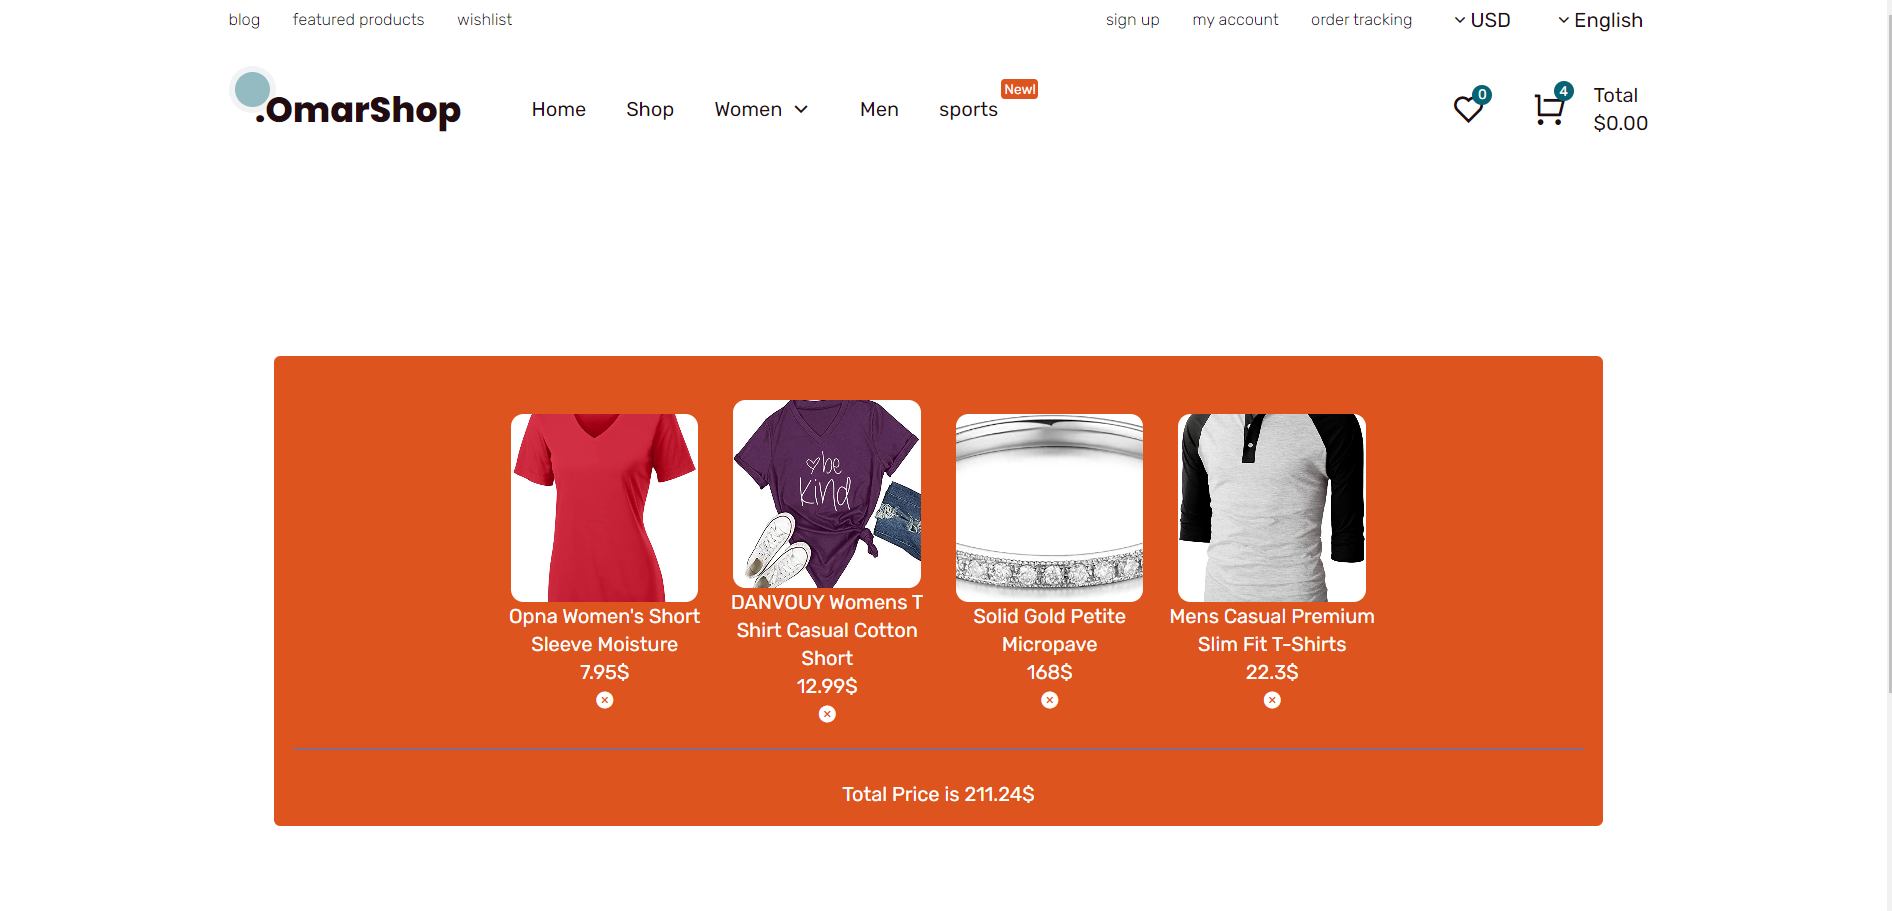 blog featured products wishlist sign up my account order tracking USD English
.OmarShop Home Shop Women Men sports New! 0 4 Total
$0.00
be
kind
Opna Women's Short
Sleeve Moisture
7.95$
DANVOUY Womens T
Shirt Casual Cotton
Short
12.99$
Solid Gold Petite
Micropave
168$
Mens Casual Premium
Slim Fit T-Shirts
22.3$
Total Price is 211.24$